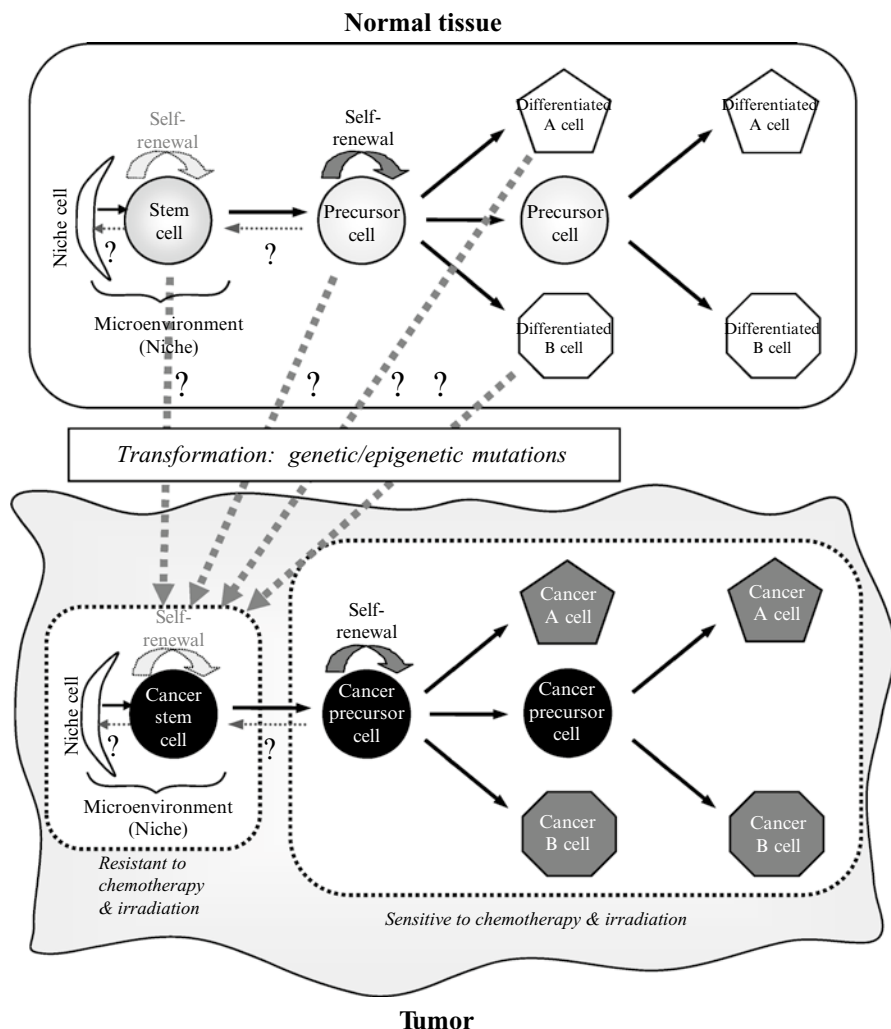 Normal tissue
Self-
renewal
Self-
renewal
Differentiated
A cell
Differentiated
A cell
Niche cell
Stem
cell
Precursor
cell
Precursor
cell
?
?
Microenvironment
(Niche)
Differentiated
B cell
Differentiated
B cell
?
?
?
?
Transformation: genetic/epigenetic mutations
Self-
renewal
Self-
renewal
Cancer
A cell
Cancer
A cell
Niche cell
Cancer
stem
cell
Cancer
precursor
cell
Cancer
precursor
cell
?
?
Microenvironment
(Niche)
Cancer
B cell
Cancer
B cell
Resistant to
chemotherapy
& irradiation
Sensitive to chemotherapy & irradiation
Tumor